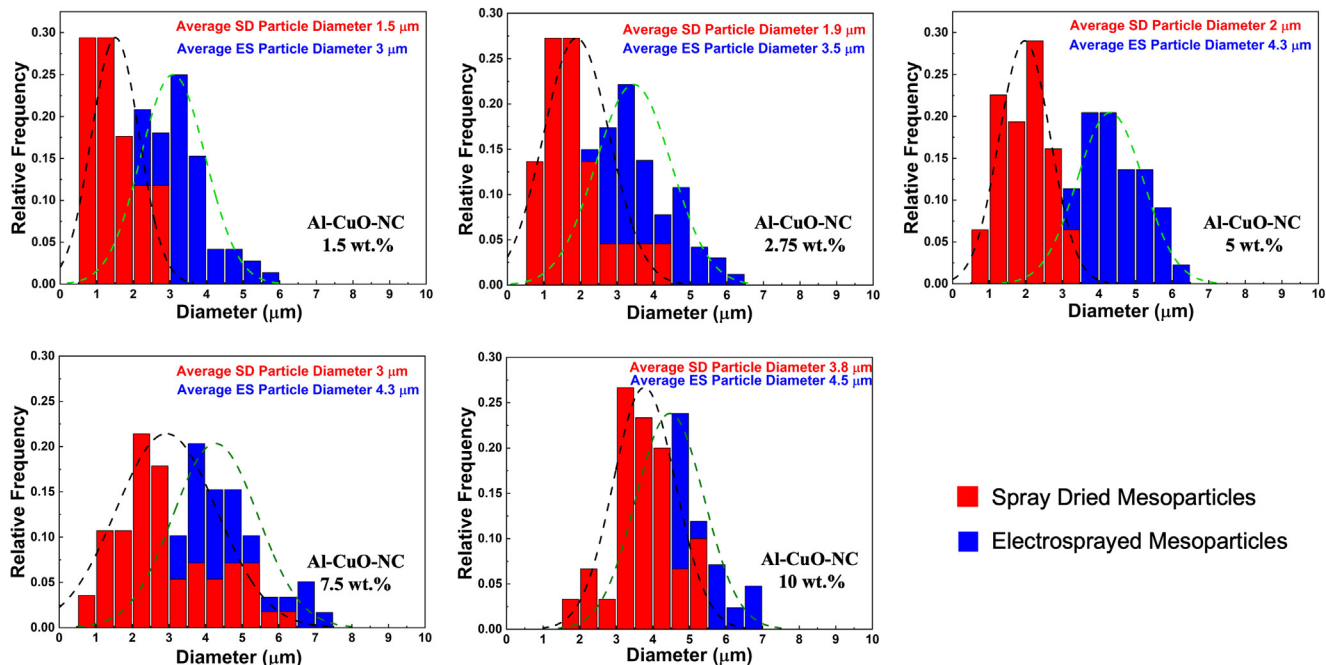 Average SD Particle Diameter 1.5 μm
Average ES Particle Diameter 3 μm
0.30
0.25
0.20
0.15
0.10
0.05
0.00
Relative Frequency
Al-CuO-NC
1.5 wt.%
0 1 2 3 4 5 6 7 8 9 10
Diameter (μm)
Average SD Particle Diameter 1.9 μm
Average ES Particle Diameter 3.5 μm
0.30
0.25
0.20
0.15
0.10
0.05
0.00
Relative Frequency
Al-CuO-NC
2.75 wt.%
0 1 2 3 4 5 6 7 8 9 10
Diameter (μm)
Average SD Particle Diameter 2 μm
Average ES Particle Diameter 4.3 μm
0.30
0.25
0.20
0.15
0.10
0.05
0.00
Relative Frequency
Al-CuO-NC
5 wt.%
0 1 2 3 4 5 6 7 8 9 10
Diameter (μm)
Average SD Particle Diameter 3 μm
Average ES Particle Diameter 4.3 μm
0.30
0.25
0.20
0.15
0.10
0.05
0.00
Relative Frequency
Al-CuO-NC
7.5 wt.%
0 1 2 3 4 5 6 7 8 9 10
Diameter (μm)
Average SD Particle Diameter 3.8 μm
Average ES Particle Diameter 4.5 μm
0.30
0.25
0.20
0.15
0.10
0.05
0.00
Relative Frequency
Al-CuO-NC
10 wt.%
0 1 2 3 4 5 6 7 8 9 10
Diameter (μm)
Spray Dried Mesoparticles
Electrosprayed Mesoparticles